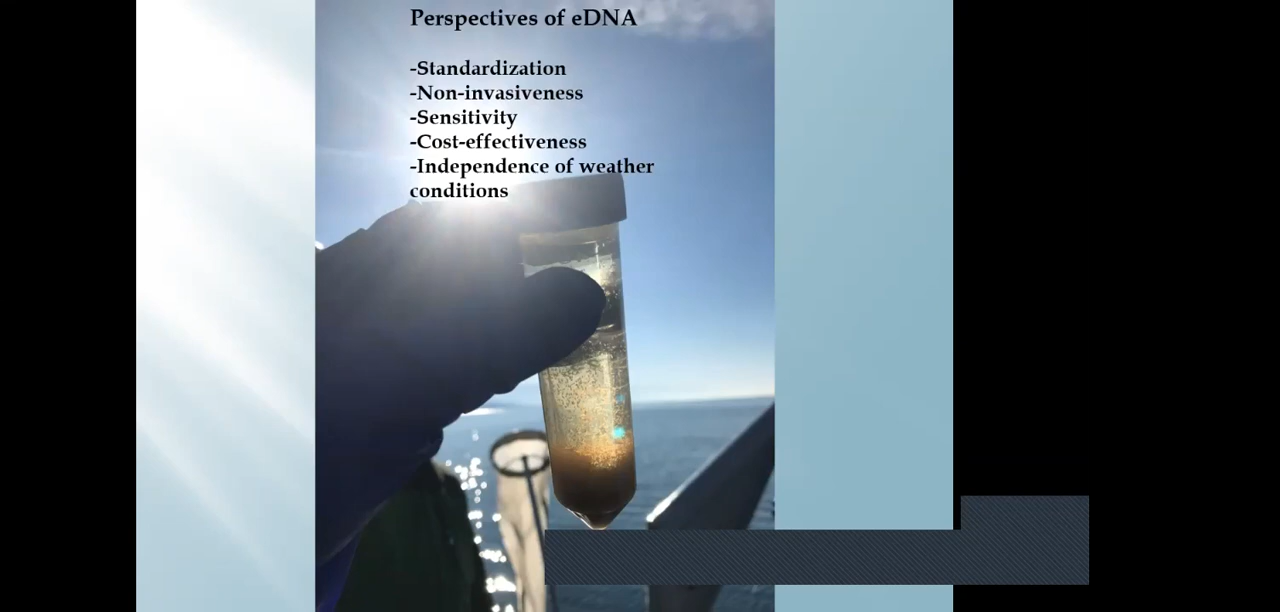 Perspectives of eDNA
-Standardization
-Non-invasiveness
-Sensitivity
-Cost-effectiveness
-Independence of weather
conditions